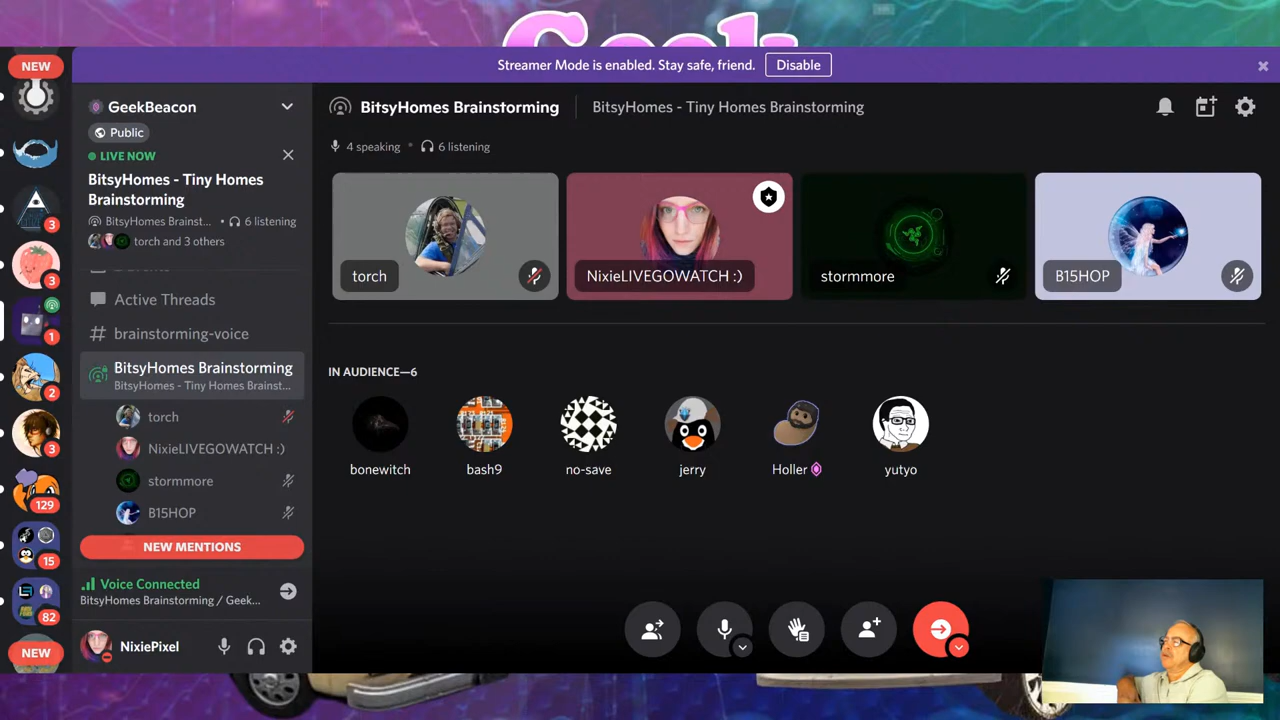 Geek
NEW
Streamer Mode is enabled. Stay safe, friend.
Disable
GeekBeacon
Public
LIVE NOW
BitsyHomes - Tiny Homes
Brainstorming
BitsyHomes Brainst... • 6 listening
torch and 3 others
Active Threads
brainstorming-voice
BitsyHomes Brainstorming
BitsyHomes - Tiny Homes Brainst...
torch
NixieLIVEGOWATCH :)
stormmore
B15HOP
NEW MENTIONS
Voice Connected
BitsyHomes Brainstorming / Geek...
NixiePixel
3
3
1
2
3
129
15
82
NEW
BitsyHomes Brainstorming
BitsyHomes - Tiny Homes Brainstorming
4 speaking • 6 listening
torch
NixieLIVEGOWATCH :)
stormmore
B15HOP
IN AUDIENCE—6
bonewitch
bash9
no-save
jerry
Holler
yutyo